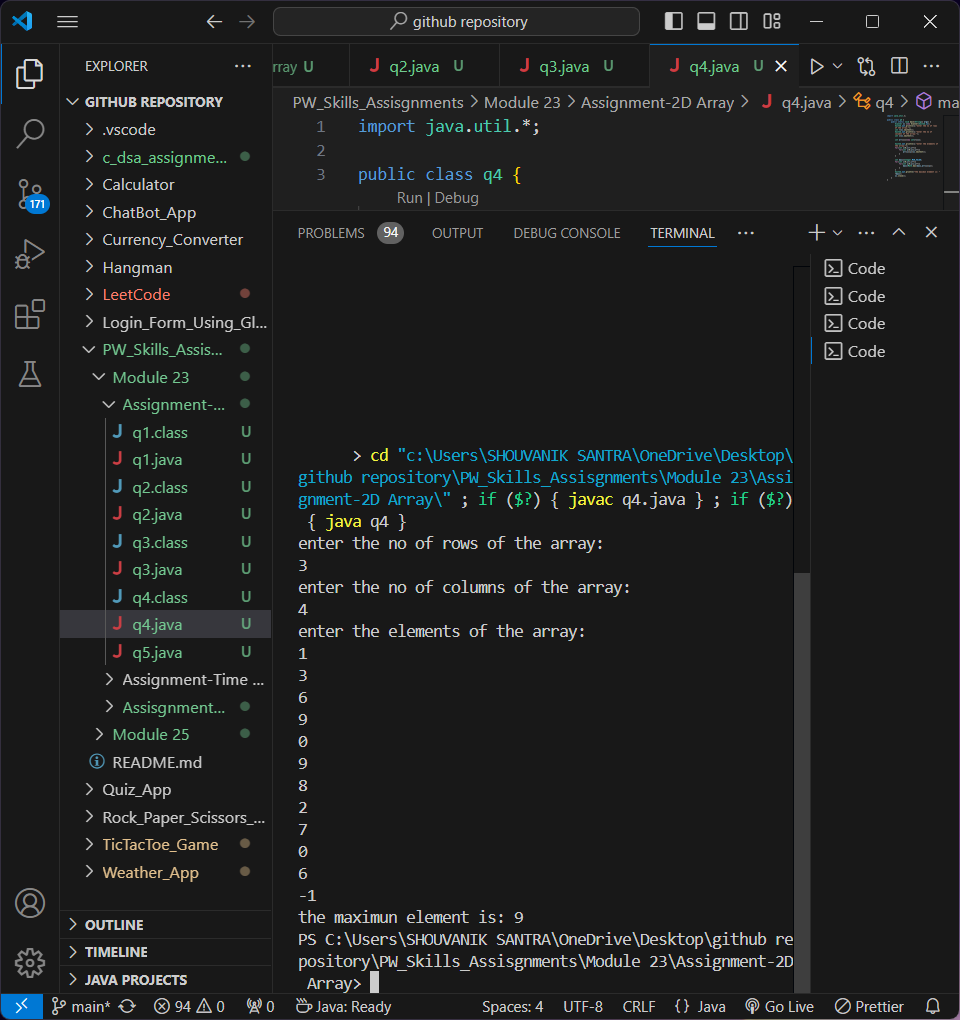 github repository
EXPLORER
GITHUB REPOSITORY
.vscode
c_dsa_assignme...
Calculator
ChatBot_App
Currency_Converter
Hangman
LeetCode
Login_Form_Using_Gl...
PW_Skills_Assis...
Module 23
Assignment-...
J q1.class U
J q1.java U
J q2.class U
J q2.java U
J q3.class U
J q3.java U
J q4.class U
J q4.java U
J q5.java U
Assignment-Time ...
Assisgnment...
Module 25
README.md
Quiz_App
Rock_Paper_Scissors_...
TicTacToe_Game
Weather_App
OUTLINE
TIMELINE
JAVA PROJECTS
171
rray U J q2.java U J q3.java U J q4.java U
PW_Skills_Assisgnments > Module 23 > Assignment-2D Array > J q4.java > q4 > ma
1 import java.util.*;
2
3 public class q4 {
Run | Debug
PROBLEMS 94 OUTPUT DEBUG CONSOLE TERMINAL
Code
Code
Code
Code
> cd "c:\Users\SHOUVANIK SANTRA\OneDrive\Desktop\
github repository\PW_Skills_Assisgnments\Module 23\Assi
gnment-2D Array\" ; if ($?) { javac q4.java } ; if ($?)
{ java q4 }
enter the no of rows of the array:
3
enter the no of columns of the array:
4
enter the elements of the array:
1
3
6
9
0
9
8
2
7
0
6
-1
the maximun element is: 9
PS C:\Users\SHOUVANIK SANTRA\OneDrive\Desktop\github re
pository\PW_Skills_Assisgnments\Module 23\Assignment-2D
Array>
main* 94 0 0 Java: Ready Spaces: 4 UTF-8 CRLF {} Java Go Live Prettier